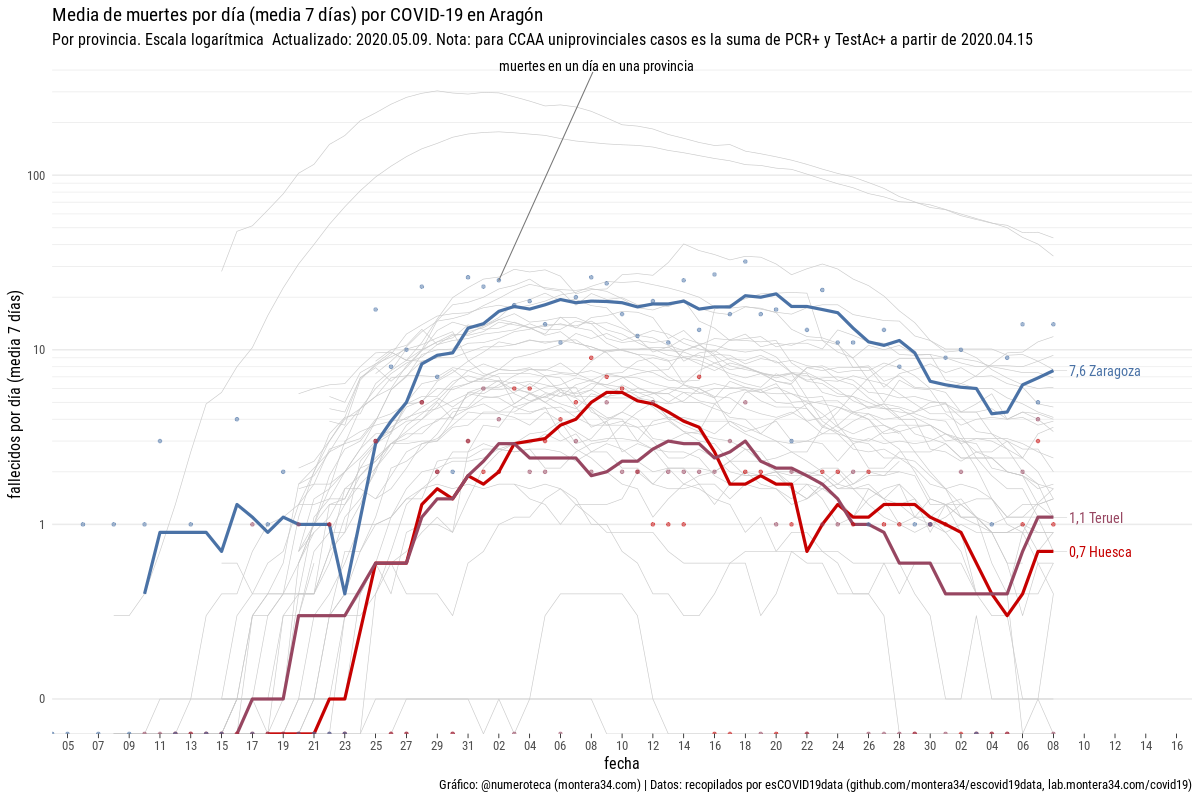 Media de muertes por día (media 7 días) por COVID-19 en Aragón
Por provincia. Escala logarítmica  Actualizado: 2020.05.09. Nota: para CCAA uniprovinciales casos es la suma de PCR+ y TestAc+ a partir de 2020.04.15
muertes en un día en una provincia
fallecidos por día (media 7 días)
100
10
1
0
7,6 Zaragoza
1,1 Teruel
0,7 Huesca
05 07 09 11 13 15 17 19 21 23 25 27 29 31 02 04 06 08 10 12 14 16 18 20 22 24 26 28 30 02 04 06 08 10 12 14 16
fecha
Gráfico: @numeroteca (montera34.com) | Datos: recopilados por esCOVID19data (github.com/montera34/escovid19data, lab.montera34.com/covid19)